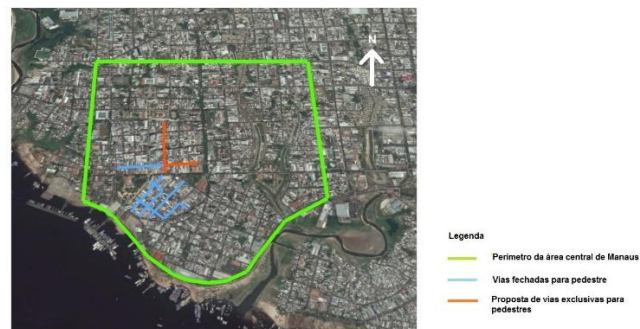 N
Legenda
Perímetro da área central de Manaus
Vias fechadas para pedestre
Proposta de vias exclusivas para
pedestres